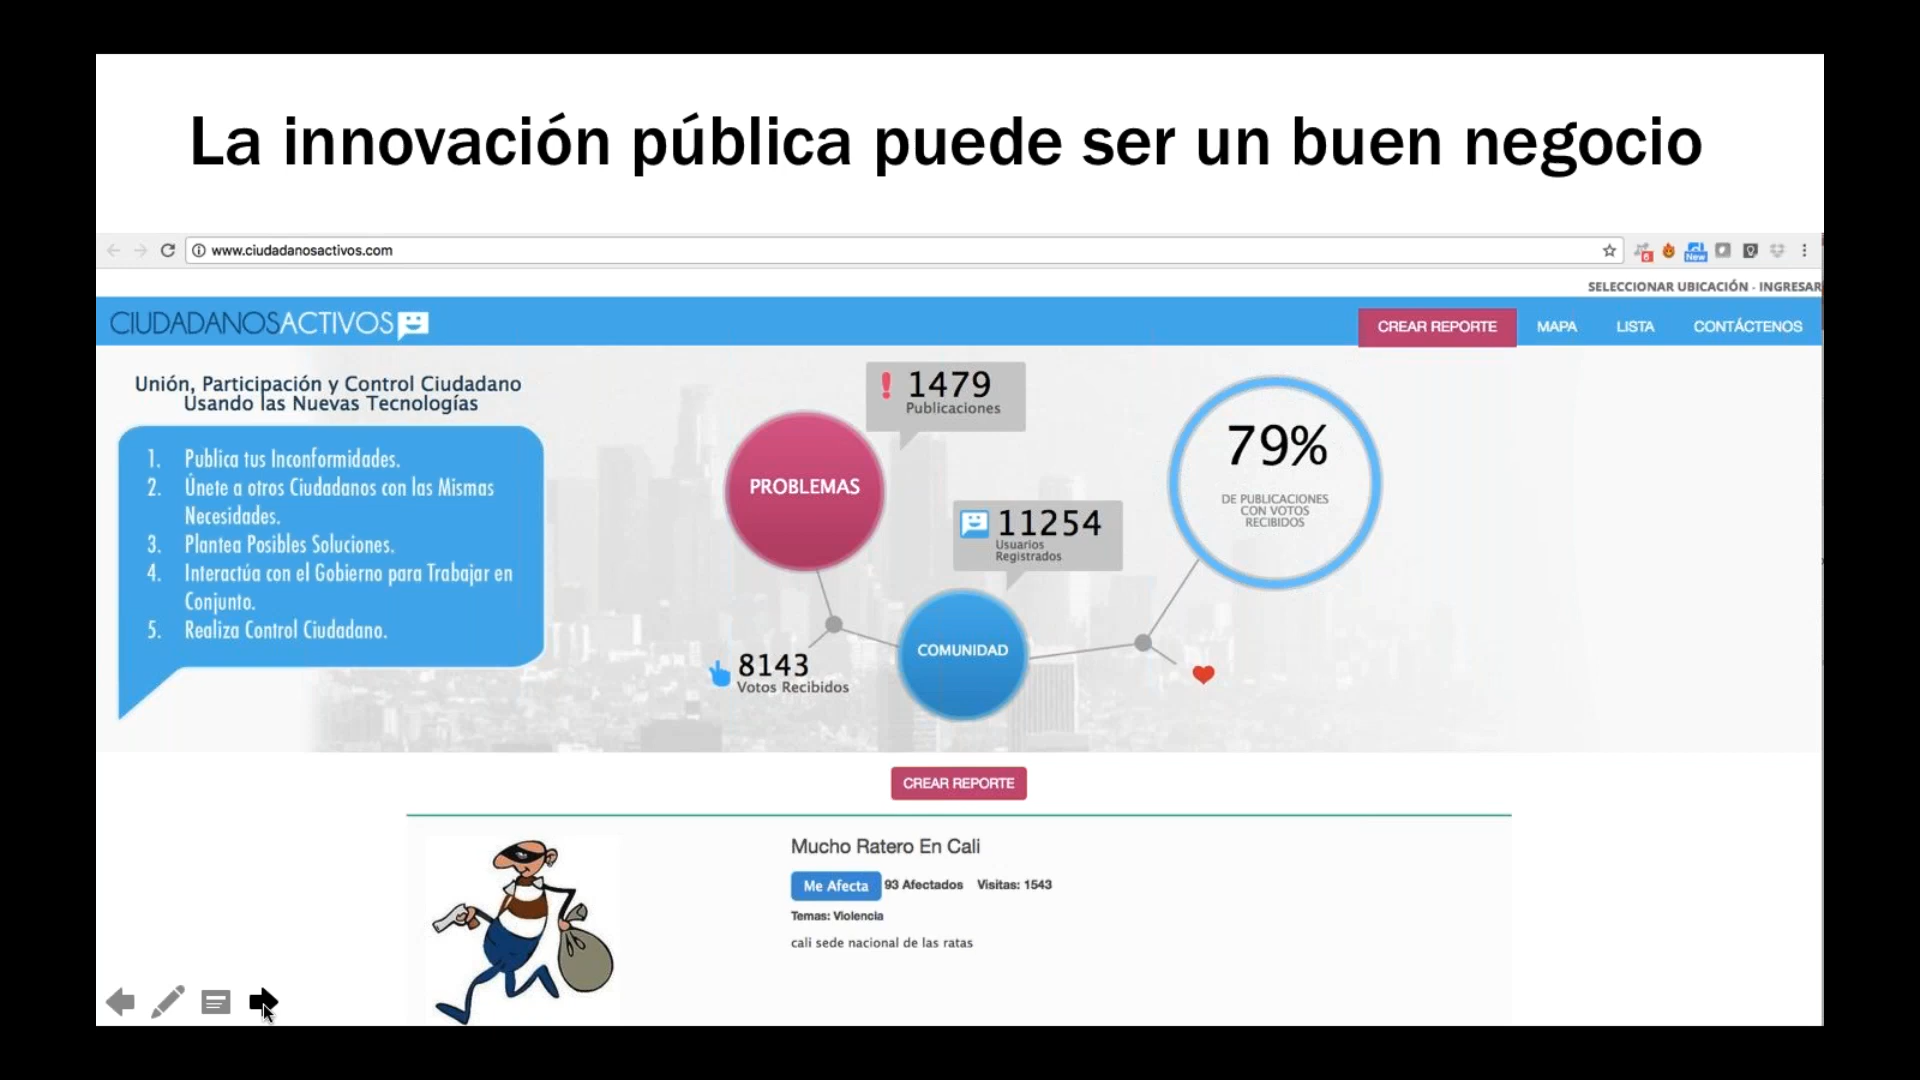 La innovación pública puede ser un buen negocio
www.ciudadanosactivos.com
6
New
SELECCIONAR UBICACIÓN - INGRESAR
CIUDADANOSACTIVOS
CREAR REPORTE
MAPA
LISTA
CONTÁCTENOS
Unión, Participación y Control Ciudadano
Usando las Nuevas Tecnologías
1. Publica tus Inconformidades.
2. Únete a otros Ciudadanos con las Mismas
Necesidades.
3. Plantea Posibles Soluciones.
4. Interactúa con el Gobierno para Trabajar en
Conjunto.
5. Realiza Control Ciudadano.
1479
Publicaciones
PROBLEMAS
11254
Usuarios
Registrados
79%
DE PUBLICACIONES
CON VOTOS
RECIBIDOS
8143
Votos Recibidos
COMUNIDAD
CREAR REPORTE
Mucho Ratero En Cali
Me Afecta 93 Afectados Visitas: 1543
Temas: Violencia
cali sede nacional de las ratas